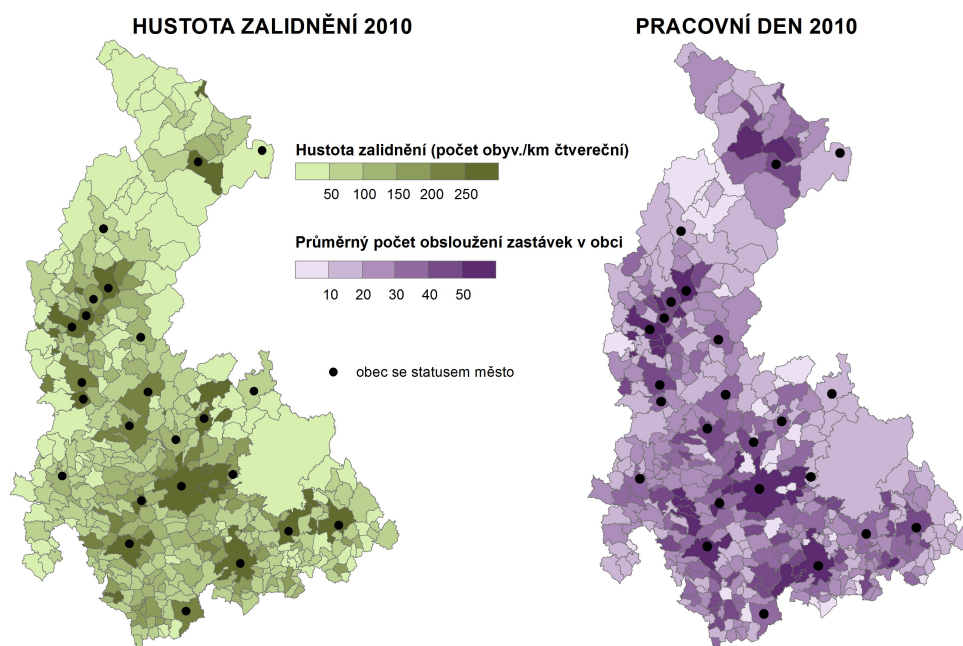 HUSTOTA ZALIDNĚNÍ 2010
PRACOVNÍ DEN 2010
Hustota zalidnění (počet obyv./km čtvereční)
50 100 150 200 250
Průměrný počet obsloužení zastávek v obci
10 20 30 40 50
obec se statusem město